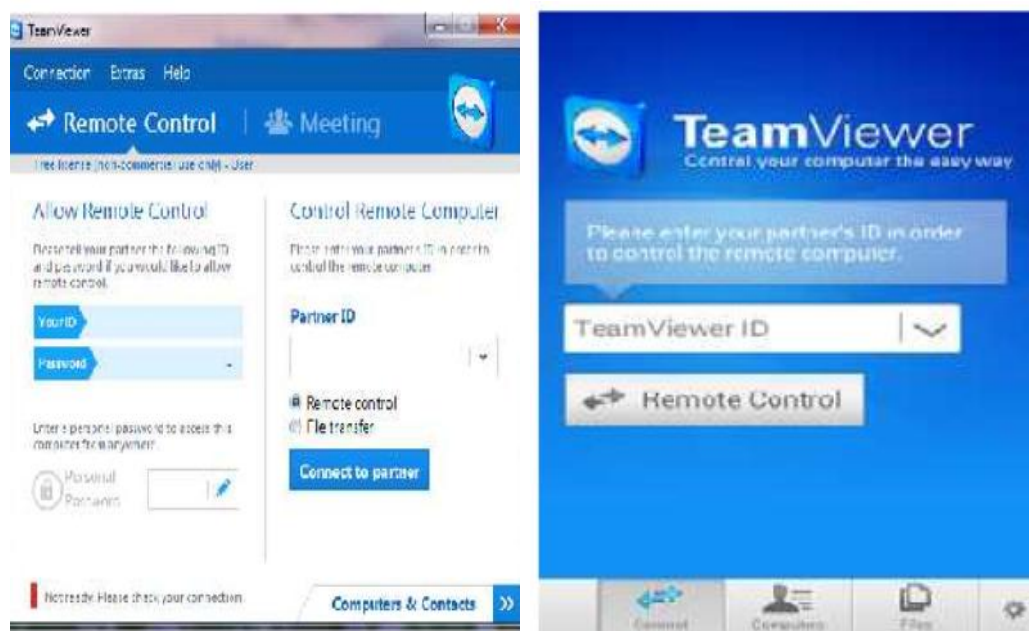 TeamViewer
Connection Extras Help
Remote Control
Meeting
Free license (non-commercial use only) - User
Allow Remote Control
Please tell your partner the following ID
and password if you would like to allow
remote control.
Your ID
Password
-
Enter a personal password to access this
computer from anywhere.
Personal
Password
Control Remote Computer
Please enter your partner's ID in order to
control the remote computer.
Partner ID
Remote control
File transfer
Connect to partner
Not ready. Please check your connection
Computers & Contacts
TeamViewer
Control your computer the easy way
Please enter your partner's ID in order
to control the remote computer.
TeamViewer ID
Remote Control
Control
Computers
Files